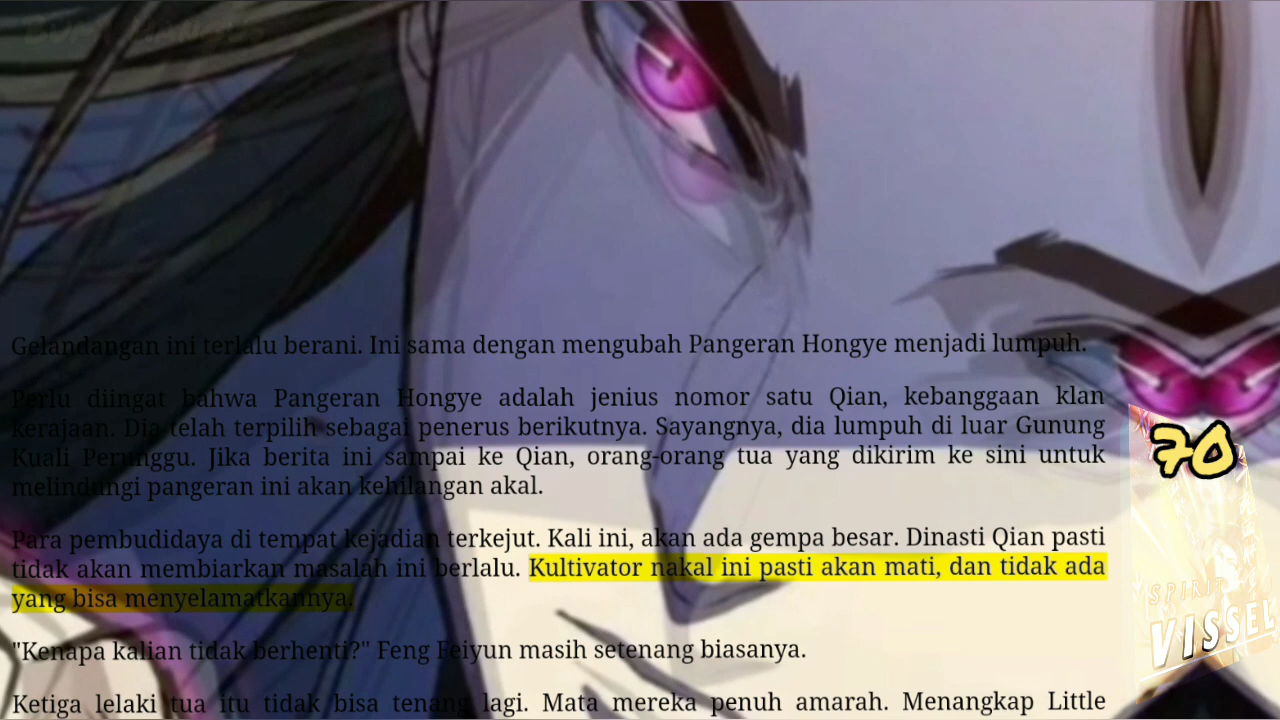 Gelandangan ini terlalu berani. Ini sama dengan mengubah Pangeran Hongye menjadi lumpuh.
Perlu diingat bahwa Pangeran Hongye adalah jenius nomor satu Qian, kebanggaan klan
kerajaan. Dia telah terpilih sebagai penerus berikutnya. Sayangnya, dia lumpuh di luar Gunung
Kuali Perunggu. Jika berita ini sampai ke Qian, orang-orang tua yang dikirim ke sini untuk
melindungi pangeran ini akan kehilangan akal.
Para pembudidaya di tempat kejadian terkejut. Kali ini, akan ada gempa besar. Dinasti Qian pasti
tidak akan membiarkan masalah ini berlalu. Kultivator nakal ini pasti akan mati, dan tidak ada
yang bisa menyelamatkannya.
"Kenapa kalian tidak berhenti?" Feng Feiyun masih setenang biasanya.
Ketiga lelaki tua itu tidak bisa tenang lagi. Mata mereka penuh amarah. Menangkap Little
70
SPIRIT
VISSEL